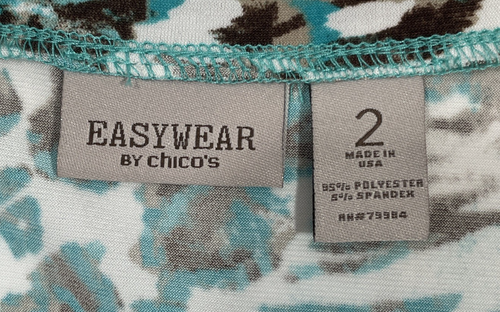 EASYWEAR
BY CHICO'S
2
MADE IN
USA
95% POLYESTER
5% SPANDEX
RN#79984